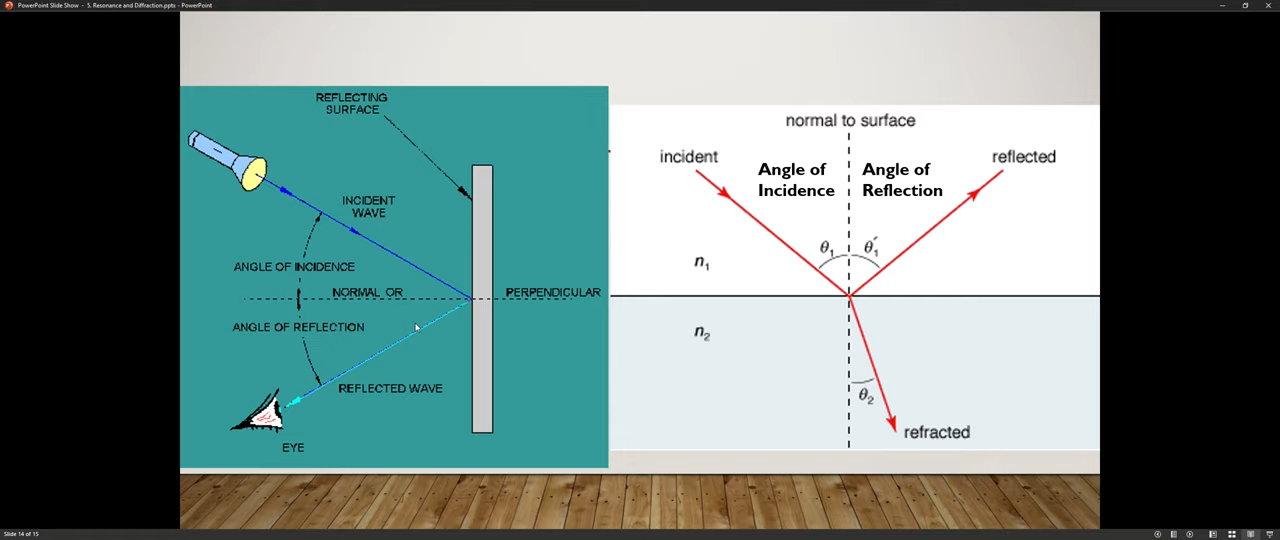 PowerPoint Slide Show - 5. Resonance and Diffraction.pptx - PowerPoint
REFLECTING
SURFACE
INCIDENT
WAVE
ANGLE OF INCIDENCE
NORMAL OR
PERPENDICULAR
ANGLE OF REFLECTION
REFLECTED WAVE
EYE
normal to surface
incident
Angle of
Incidence
Angle of
Reflection
reflected
θ₁
θ₁′
n₁
n₂
θ₂
refracted
Slide 14 of 15